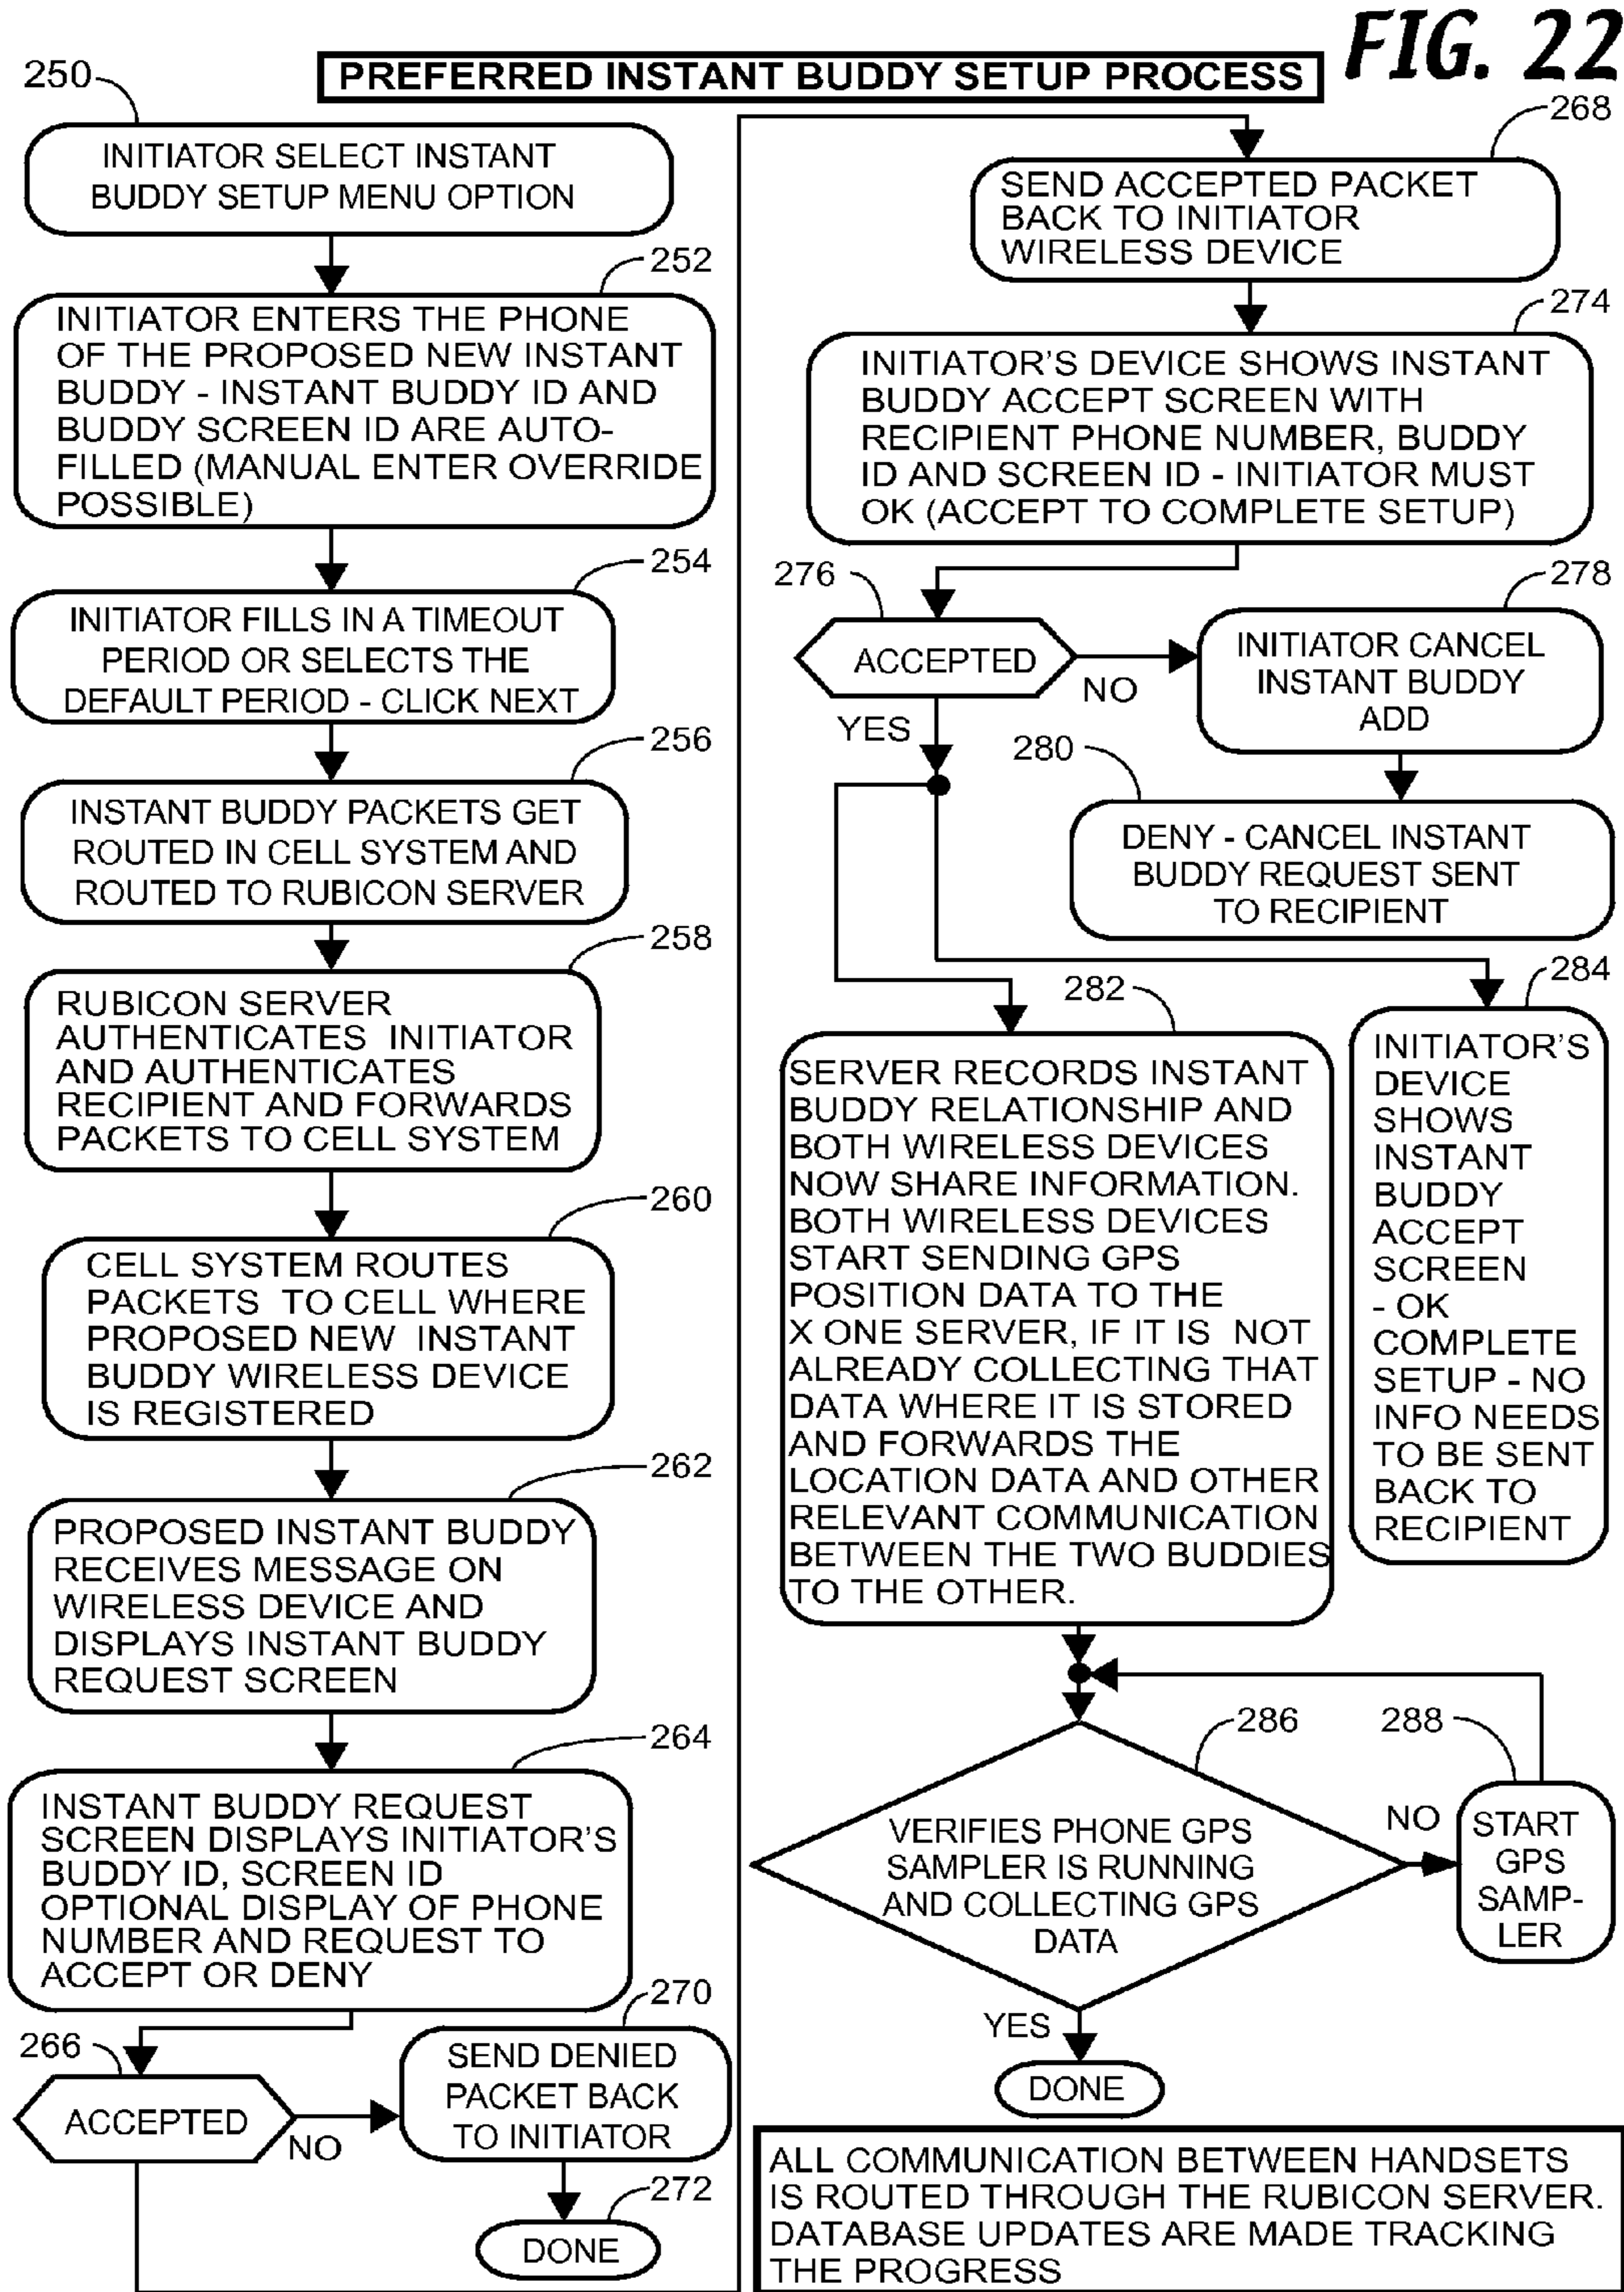 FIG. 22
PREFERRED INSTANT BUDDY SETUP PROCESS
250
INITIATOR SELECT INSTANT
BUDDY SETUP MENU OPTION
252
INITIATOR ENTERS THE PHONE
OF THE PROPOSED NEW INSTANT
BUDDY - INSTANT BUDDY ID AND
BUDDY SCREEN ID ARE AUTO-
FILLED (MANUAL ENTER OVERRIDE
POSSIBLE)
254
INITIATOR FILLS IN A TIMEOUT
PERIOD OR SELECTS THE
DEFAULT PERIOD - CLICK NEXT
256
INSTANT BUDDY PACKETS GET
ROUTED IN CELL SYSTEM AND
ROUTED TO RUBICON SERVER
258
RUBICON SERVER
AUTHENTICATES INITIATOR
AND AUTHENTICATES
RECIPIENT AND FORWARDS
PACKETS TO CELL SYSTEM
260
CELL SYSTEM ROUTES
PACKETS TO CELL WHERE
PROPOSED NEW INSTANT
BUDDY WIRELESS DEVICE
IS REGISTERED
262
PROPOSED INSTANT BUDDY
RECEIVES MESSAGE ON
WIRELESS DEVICE AND
DISPLAYS INSTANT BUDDY
REQUEST SCREEN
264
INSTANT BUDDY REQUEST
SCREEN DISPLAYS INITIATOR'S
BUDDY ID, SCREEN ID
OPTIONAL DISPLAY OF PHONE
NUMBER AND REQUEST TO
ACCEPT OR DENY
266
ACCEPTED
NO
270
SEND DENIED
PACKET BACK
TO INITIATOR
272
DONE
268
SEND ACCEPTED PACKET
BACK TO INITIATOR
WIRELESS DEVICE
274
INITIATOR'S DEVICE SHOWS INSTANT
BUDDY ACCEPT SCREEN WITH
RECIPIENT PHONE NUMBER, BUDDY
ID AND SCREEN ID - INITIATOR MUST
OK (ACCEPT TO COMPLETE SETUP)
276
ACCEPTED
NO
YES
278
INITIATOR CANCEL
INSTANT BUDDY
ADD
280
DENY - CANCEL INSTANT
BUDDY REQUEST SENT
TO RECIPIENT
282
SERVER RECORDS INSTANT
BUDDY RELATIONSHIP AND
BOTH WIRELESS DEVICES
NOW SHARE INFORMATION.
BOTH WIRELESS DEVICES
START SENDING GPS
POSITION DATA TO THE
X ONE SERVER, IF IT IS NOT
ALREADY COLLECTING THAT
DATA WHERE IT IS STORED
AND FORWARDS THE
LOCATION DATA AND OTHER
RELEVANT COMMUNICATION
BETWEEN THE TWO BUDDIES
TO THE OTHER.
284
INITIATOR'S
DEVICE
SHOWS
INSTANT
BUDDY
ACCEPT
SCREEN
- OK
COMPLETE
SETUP - NO
INFO NEEDS
TO BE SENT
BACK TO
RECIPIENT
286
VERIFIES PHONE GPS
SAMPLER IS RUNNING
AND COLLECTING GPS
DATA
NO
288
START
GPS
SAMP-
LER
YES
DONE
ALL COMMUNICATION BETWEEN HANDSETS
IS ROUTED THROUGH THE RUBICON SERVER.
DATABASE UPDATES ARE MADE TRACKING
THE PROGRESS